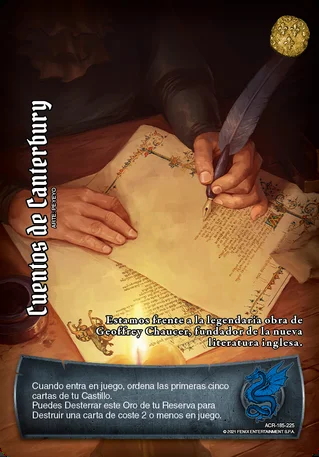 Cuentos de Canterbury
ARTE: PEYEYO
Estamos frente a la legendaria obra de
Geoffrey Chaucer, fundador de la nueva
literatura inglesa.
Cuando entra en juego, ordena las primeras cinco
cartas de tu Castillo.
Puedes Desterrar este Oro de tu Reserva para
Destruir una carta de coste 2 o menos en juego.
ACR-185-225
© 2021 FENIX ENTERTAINMENT S.P.A.